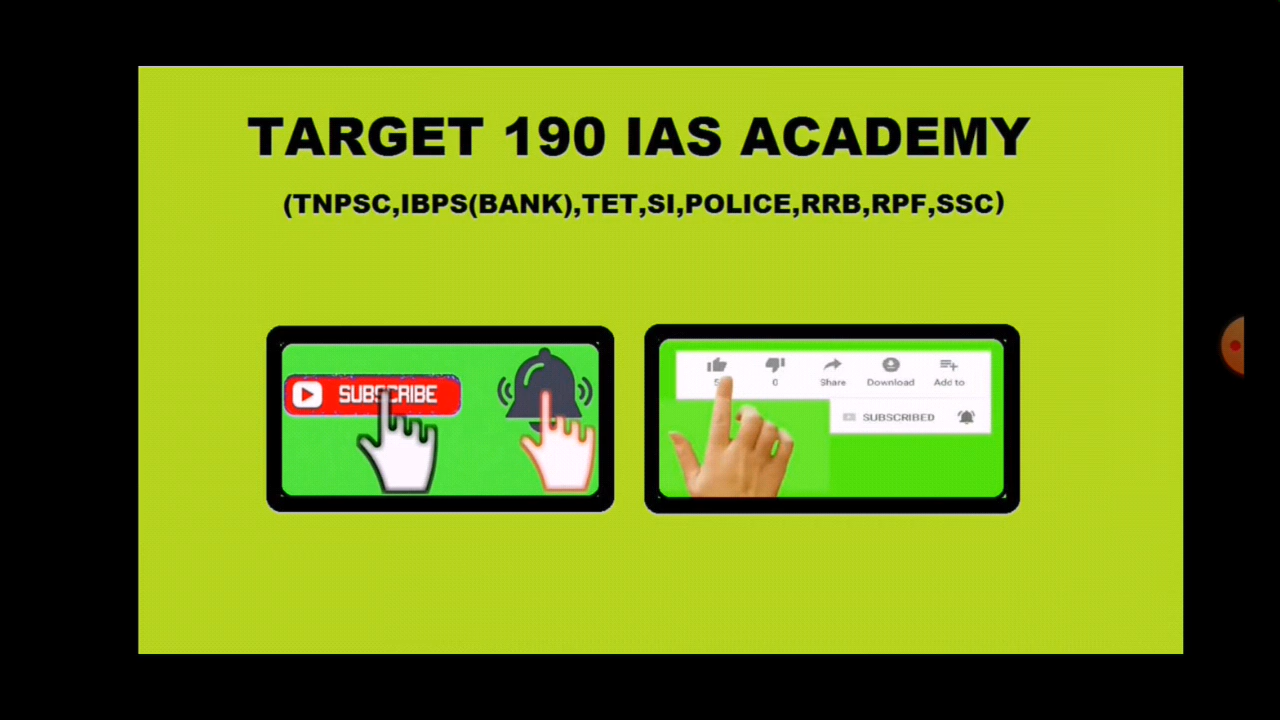 TARGET 190 IAS ACADEMY
(TNPSC,IBPS(BANK),TET,SI,POLICE,RRB,RPF,SSC)
SUBSCRIBE
0 Share Download Add to
SUBSCRIBED